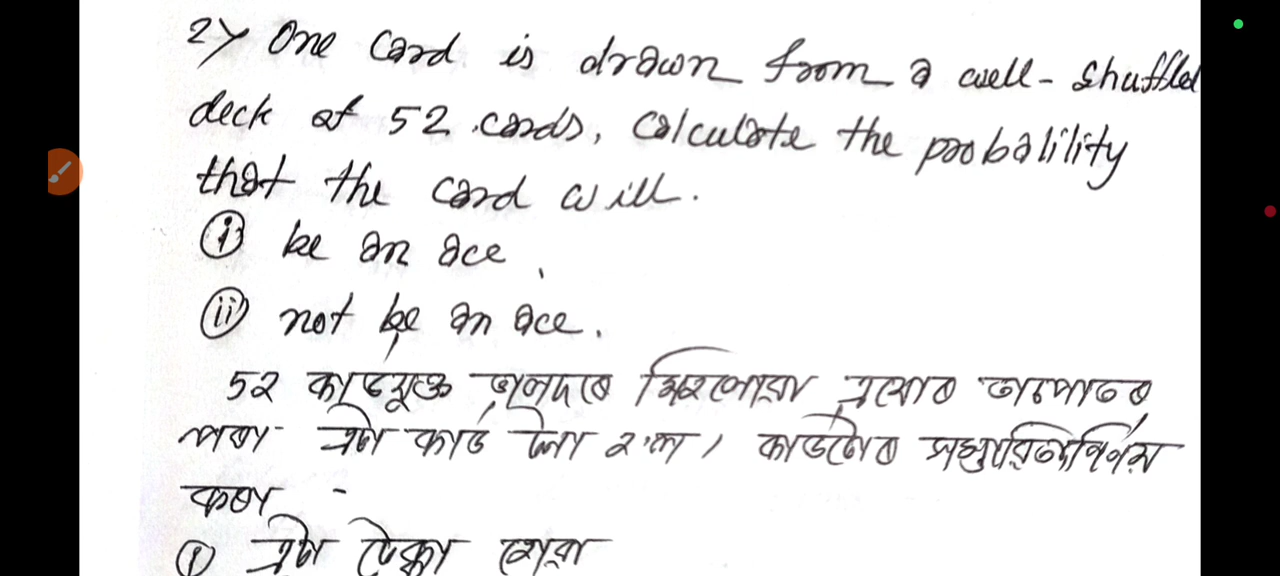 2) One card is drawn from a well-shuffled
deck of 52 cards, calculate the probalility
that the card will.
i be an ace,
ii not be an ace.
52 কাৰ্ডযুক্ত ভালদৰে মিহলোৱা এযোৰ তাচপাতৰ
পৰা এটা কাৰ্ড টনা হ'ল। কাৰ্ডটোৰ সম্ভাৱিতা নিৰ্ণয়
কৰা -
i এটা টেক্কা হোৱা